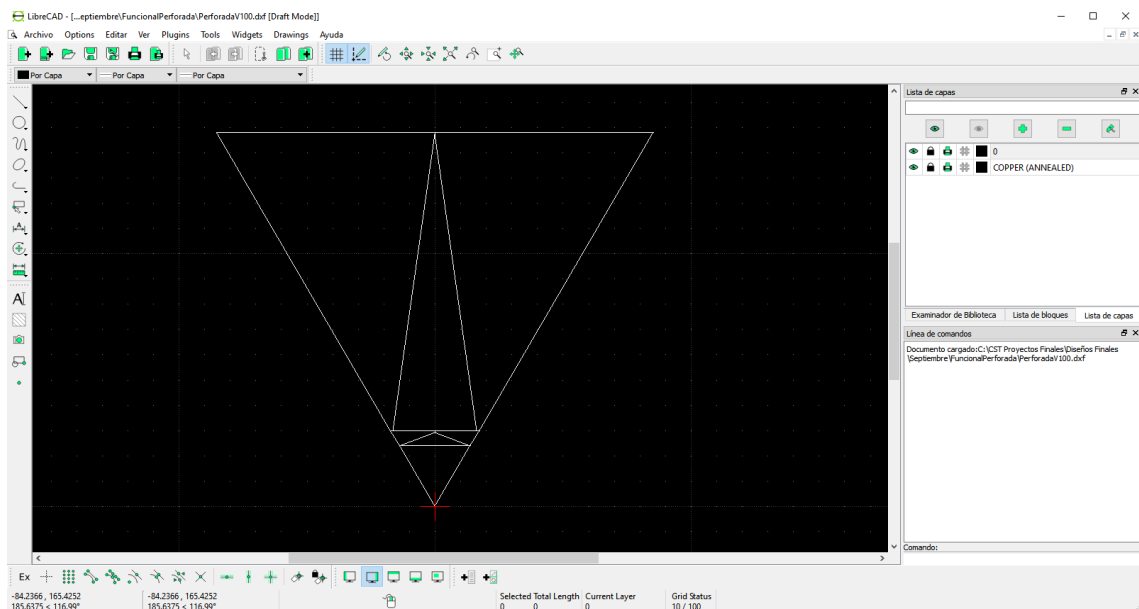 LibreCAD - [...eptiembre\FuncionalPerforada\PerforadaV100.dxf [Draft Mode]]
Archivo Options Editar Ver Plugins Tools Widgets Drawings Ayuda
Por Capa Por Capa Por Capa
Lista de capas
0
COPPER (ANNEALED)
Examinador de Biblioteca Lista de bloques Lista de capas
Línea de comandos
Documento cargado:C:\CST Proyectos Finales\Diseños Finales
\Septiembre\FuncionalPerforada\PerforadaV100.dxf
Comando:
Ex
-84.2366 , 165.4252 -84.2366 , 165.4252 Selected Total Length Current Layer Grid Status
185.6375 < 116.99° 185.6375 < 116.99° 0 0 0 10 / 100